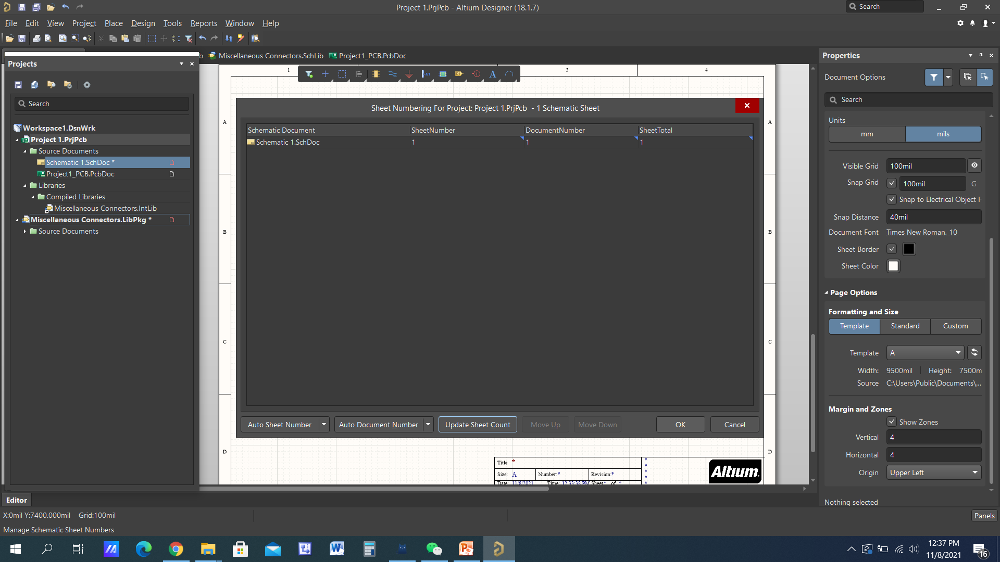 Project 1.PrjPcb - Altium Designer (18.1.7)
Search
File Edit View Project Place Design Tools Reports Window Help
b Miscellaneous Connectors.SchLib Project1_PCB.PcbDoc
Projects
Search
Workspace1.DsnWrk
Project 1.PrjPcb
Source Documents
Schematic 1.SchDoc *
Project1_PCB.PcbDoc
Libraries
Compiled Libraries
Miscellaneous Connectors.IntLib
Miscellaneous Connectors.LibPkg *
Source Documents
1 3 4
A A
B B
C C
D D
Sheet Numbering For Project: Project 1.PrjPcb - 1 Schematic Sheet
Schematic Document SheetNumber DocumentNumber SheetTotal
Schematic 1.SchDoc 1 1 1
Auto Sheet Number Auto Document Number Update Sheet Count Move Up Move Down OK Cancel
Title *
Size: A Number:* Revision:*
Date: 11/8/2021 Time: 12:33:38 PM Sheet* of *
*
*
*
*
*
Altium
Properties
Document Options
Search
Units
mm mils
Visible Grid 100mil
Snap Grid 100mil G
Snap to Electrical Object H
Snap Distance 40mil
Document Font Times New Roman, 10
Sheet Border
Sheet Color
Page Options
Formatting and Size
Template Standard Custom
Template A
Width: 9500mil Height: 7500m
Source C:\Users\Public\Documents\...
Margin and Zones
Show Zones
Vertical 4
Horizontal 4
Origin Upper Left
Nothing selected
Editor
X:0mil Y:7400.000mil Grid:100mil
Panels
Manage Schematic Sheet Numbers
12:37 PM
11/8/2021
16